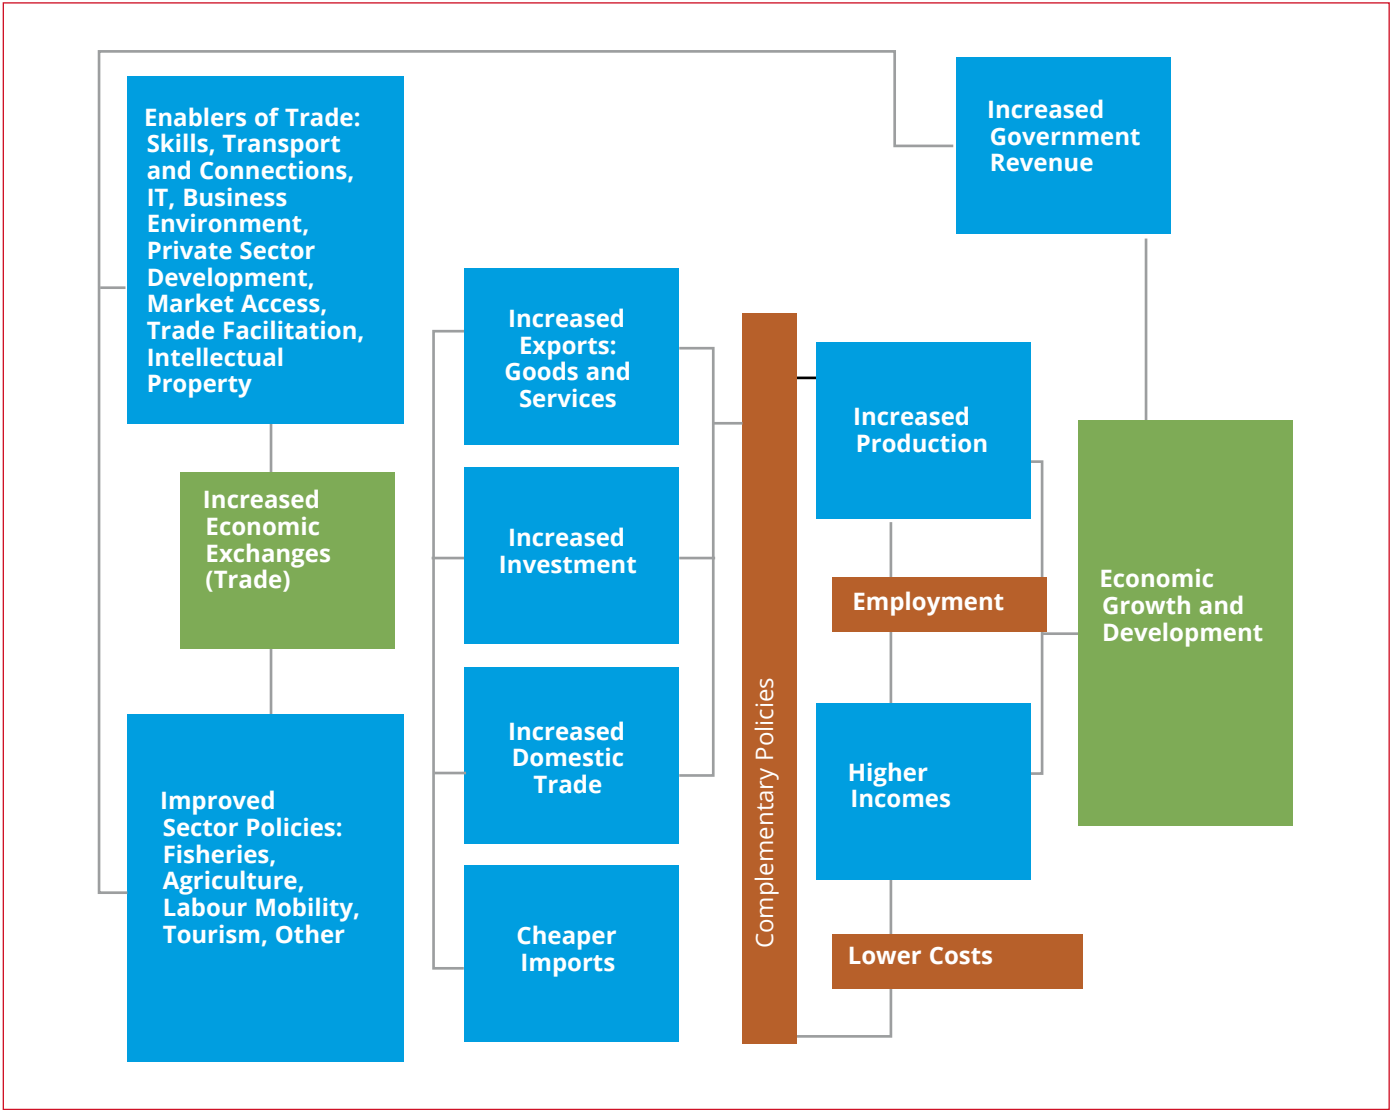 Enablers of Trade:
Skills, Transport
and Connections,
IT, Business
Environment,
Private Sector
Development,
Market Access,
Trade Facilitation,
Intellectual
Property
Increased
Economic
Exchanges
(Trade)
Improved
Sector Policies:
Fisheries,
Agriculture,
Labour Mobility,
Tourism, Other
Increased
Exports:
Goods and
Services
Increased
Investment
Increased
Domestic
Trade
Cheaper
Imports
Complementary Policies
Increased
Production
Employment
Higher
Incomes
Lower Costs
Increased
Government
Revenue
Economic
Growth and
Development